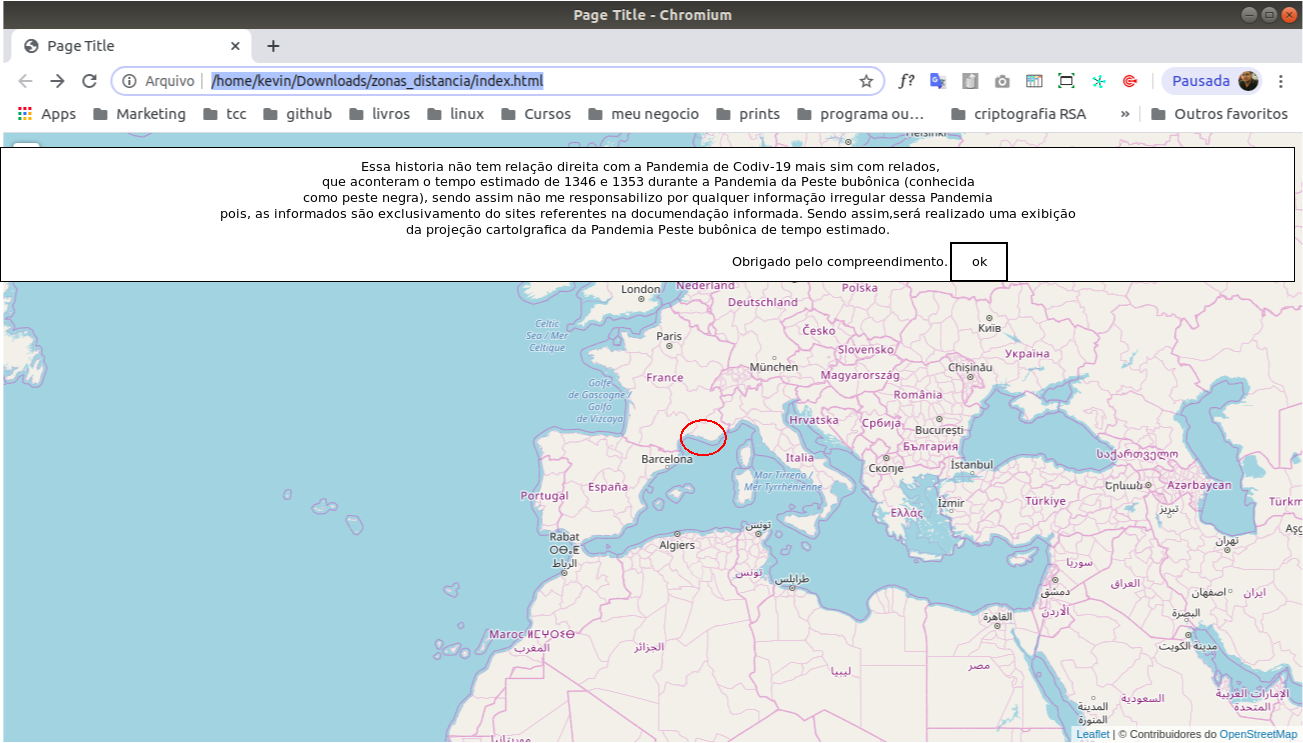 Page Title - Chromium
Page Title
Arquivo
/home/kevin/Downloads/zonas_distancia/index.html
f?
Pausada
Apps
Marketing
tcc
github
livros
linux
Cursos
meu negocio
prints
programa ou...
criptografia RSA
»
Outros favoritos
Essa historia não tem relação direita com a Pandemia de Codiv-19 mais sim com relados,
que aconteram o tempo estimado de 1346 e 1353 durante a Pandemia da Peste bubônica (conhecida
como peste negra), sendo assim não me responsabilizo por qualquer informação irregular dessa Pandemia
pois, as informados são exclusivamento do sites referentes na documendação informada. Sendo assim,será realizado uma exibição
da projeção cartolgrafica da Pandemia Peste bubônica de tempo estimado.
Obrigado pelo compreendimento. ok
London
Nederland
Polska
Deutschland
Celtic
Sea / Mer
Celtique
Paris
Česko
Київ
Slovensko
Україна
München
Chișinău
France
Magyarország
Golfe
de Gascogne /
Golfo
de Vizcaya
România
Hrvatska
Србија
București
България
Barcelona
Italia
Скопје
Istanbul
საქართველო
Mar Tirreno /
Mer Tyrrhénienne
España
Portugal
İzmir
Türkiye
Երևան
Azərbaycan
Türkm
Ελλάς
تبريز
تونس
Rabat
ⵔⴱⴰⵟ
الرباط
Algiers
تونس
طرابلس
تهران
سوريا
دمشق
العراق
اصفهان
ایران
الأردن
القاهرة
البصرة
Maroc ⵍⵎⵖⵔⵉⴱ
المغرب
الجزائر
مدينة الكويت
ليبيا
مصر
السعودية
الإمارات العربية
المتحدة
المدينة
المنورة
موريتانيا
Leaflet | © Contribuidores do OpenStreetMap